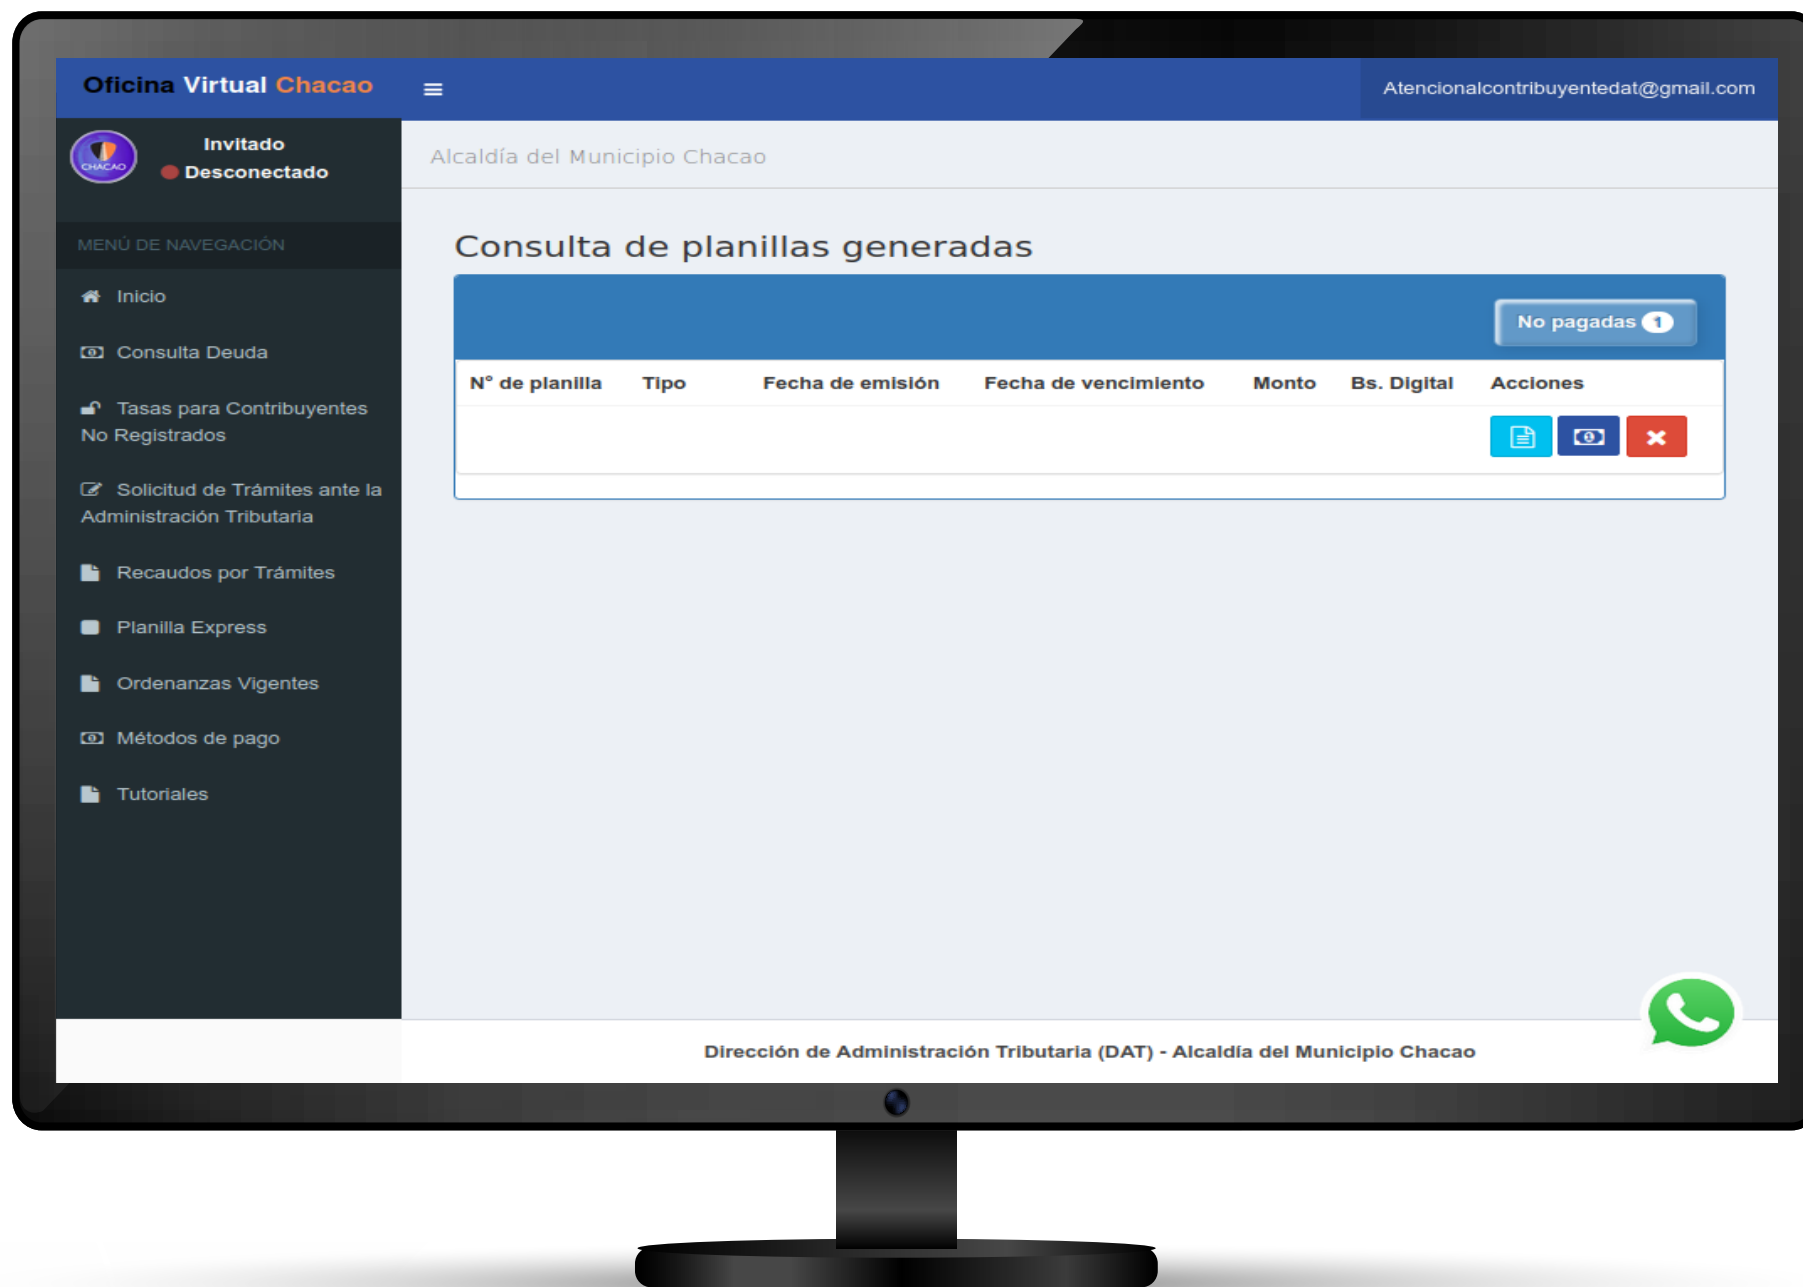 Oficina Virtual Chacao
Atencionalcontribuyentedat@gmail.com
CHACAO
Invitado
Desconectado
Alcaldía del Municipio Chacao
MENÚ DE NAVEGACIÓN
Inicio
Consulta Deuda
Tasas para Contribuyentes
No Registrados
Solicitud de Trámites ante la
Administración Tributaria
Recaudos por Trámites
Planilla Express
Ordenanzas Vigentes
Métodos de pago
Tutoriales
Consulta de planillas generadas
No pagadas 1
N° de planilla Tipo Fecha de emisión Fecha de vencimiento Monto Bs. Digital Acciones
Dirección de Administración Tributaria (DAT) - Alcaldía del Municipio Chacao